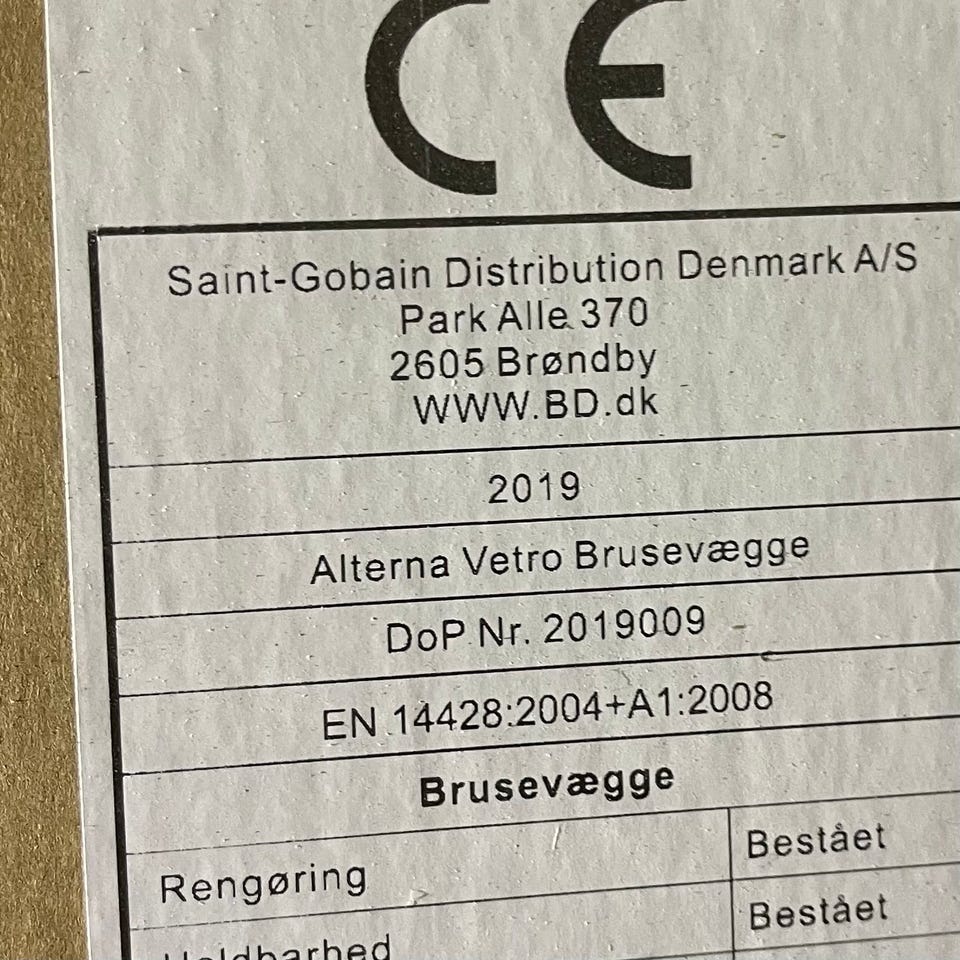 CE
Saint-Gobain Distribution Denmark A/S
Park Alle 370
2605 Brøndby
WWW.BD.dk
2019
Alterna Vetro Brusevægge
DoP Nr. 2019009
EN 14428:2004+A1:2008
Brusevægge
Rengøring Bestået
Holdbarhed Bestået